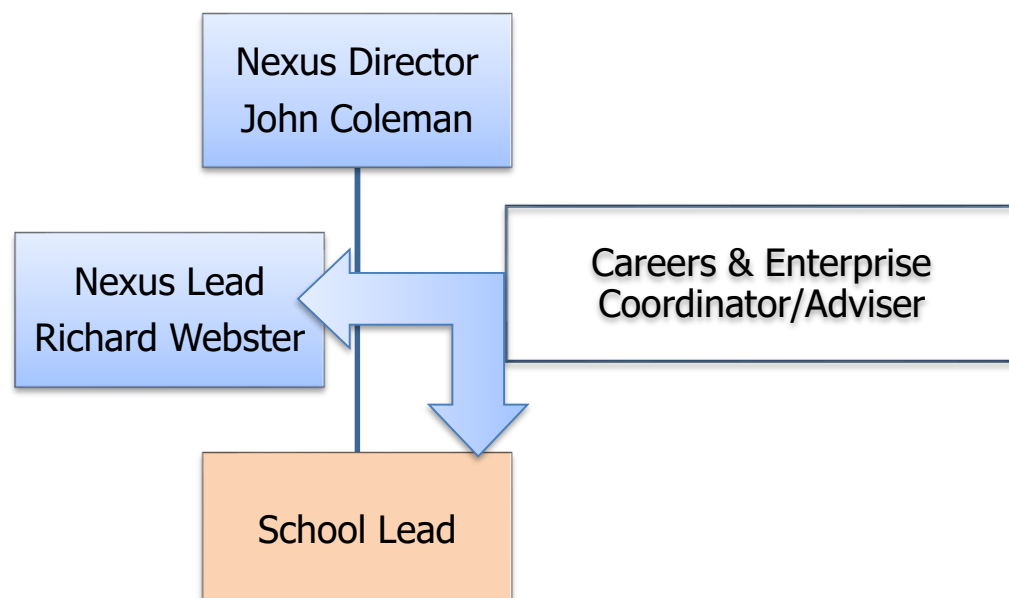 Nexus Director
John Coleman
Nexus Lead
Richard Webster
Careers & Enterprise
Coordinator/Adviser
School Lead